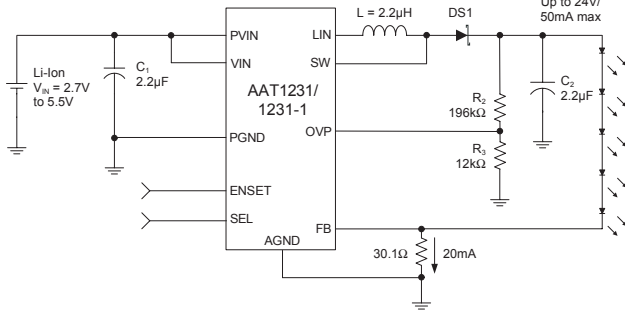 Up to 24V/
50mA max
L = 2.2μH
DS1
PVIN
LIN
VIN
SW
C₁
2.2μF
Li-Ion
V_IN = 2.7V
to 5.5V
AAT1231/
1231-1
R₂
196kΩ
C₂
2.2μF
PGND
OVP
R₃
12kΩ
ENSET
SEL
FB
AGND
30.1Ω
20mA